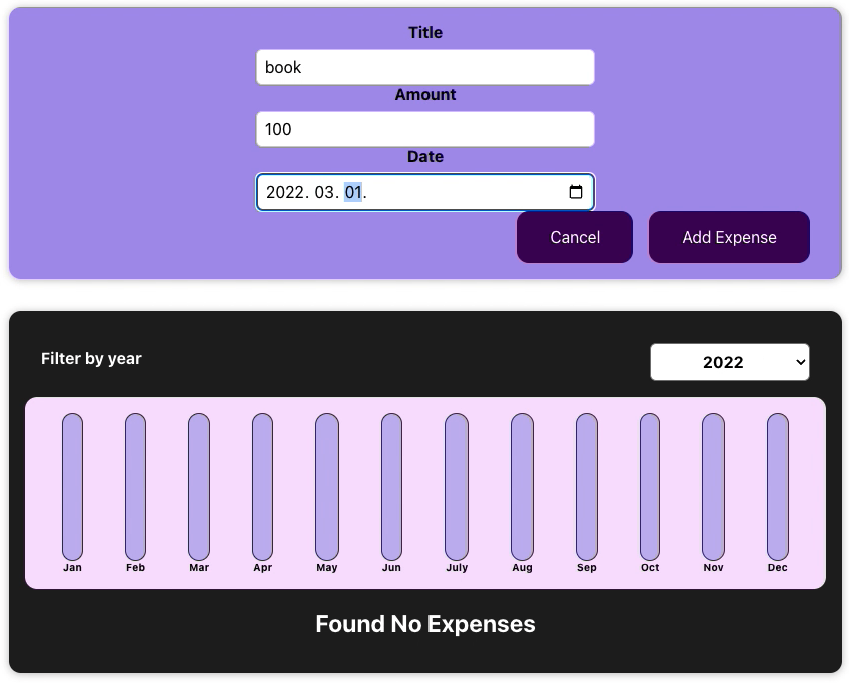 Title
book
Amount
100
Date
2022. 03. 01.
Cancel Add Expense
Filter by year 2022
Jan Feb Mar Apr May Jun July Aug Sep Oct Nov Dec
Found No Expenses